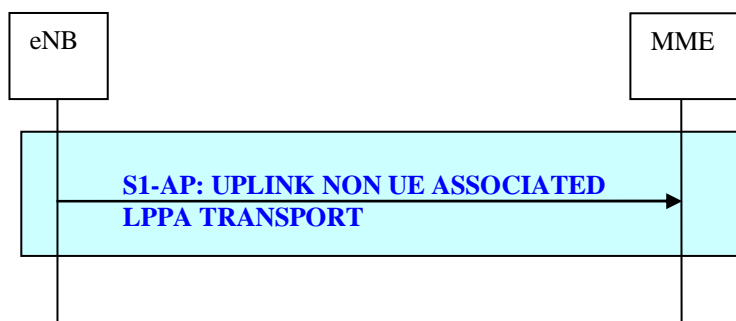 eNB
MME
S1-AP: UPLINK NON UE ASSOCIATED
LPPA TRANSPORT